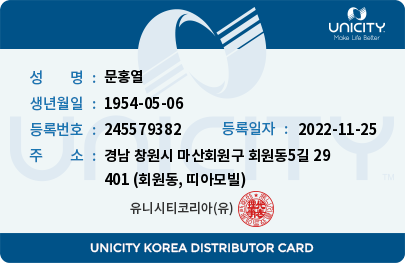 UNICITY
Make Life Better
성 명 : 문홍열
생년월일 : 1954-05-06
등록번호 : 245579382 등록일자 : 2022-11-25
주 소 : 경남 창원시 마산회원구 회원동5길 29
401 (회원동, 띠아모빌)
UNICITY
TM
유니시티코리아(유)
UNICITY KOREA DISTRIBUTOR CARD